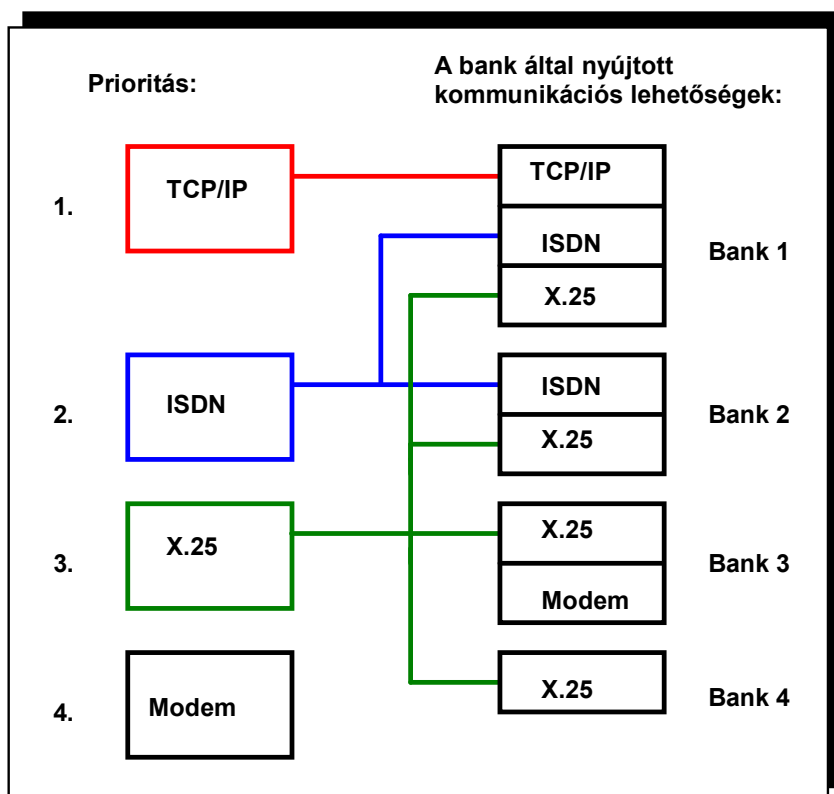 Prioritás:
A bank által nyújtott
kommunikációs lehetőségek:
1.
TCP/IP
TCP/IP
ISDN
X.25
Bank 1
2.
ISDN
ISDN
X.25
Bank 2
3.
X.25
X.25
Modem
Bank 3
4.
Modem
X.25
Bank 4